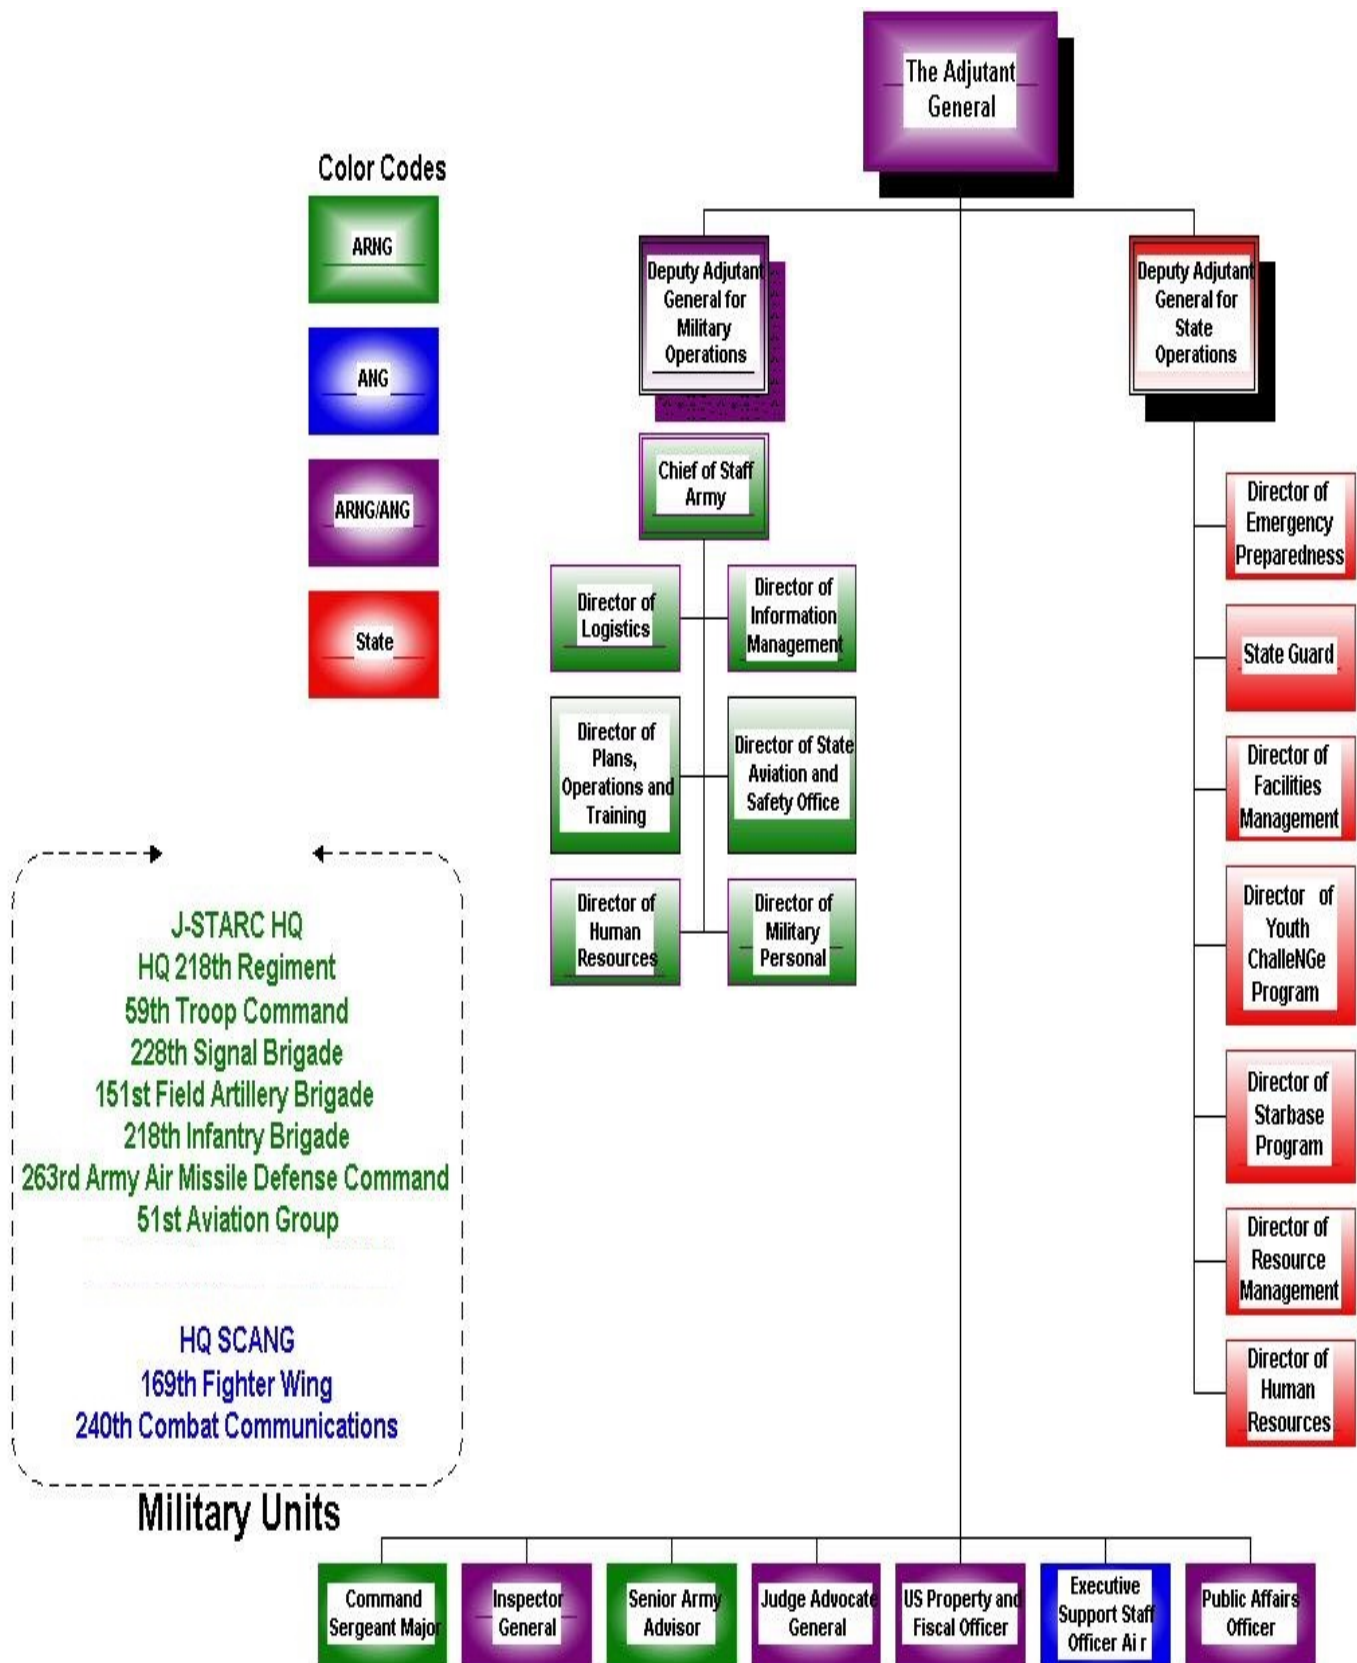 The Adjutant
General
Color Codes
ARNG
ANG
ARNG/ANG
State
Deputy Adjutant
General for
Military
Operations
Deputy Adjutant
General for
State
Operations
Chief of Staff
Army
Director of
Logistics
Director of
Information
Management
Director of
Plans,
Operations and
Training
Director of State
Aviation and
Safety Office
Director of
Human
Resources
Director of
Military
Personal
Director of
Emergency
Preparedness
State Guard
Director of
Facilities
Management
Director of
Youth
ChalleNGe
Program
Director of
Starbase
Program
Director of
Resource
Management
Director of
Human
Resources
J-STARC HQ
HQ 218th Regiment
59th Troop Command
228th Signal Brigade
151st Field Artillery Brigade
218th Infantry Brigade
263rd Army Air Missile Defense Command
51st Aviation Group
HQ SCANG
169th Fighter Wing
240th Combat Communications
Military Units
Command
Sergeant Major
Inspector
General
Senior Army
Advisor
Judge Advocate
General
US Property and
Fiscal Officer
Executive
Support Staff
Officer Ai r
Public Affairs
Officer